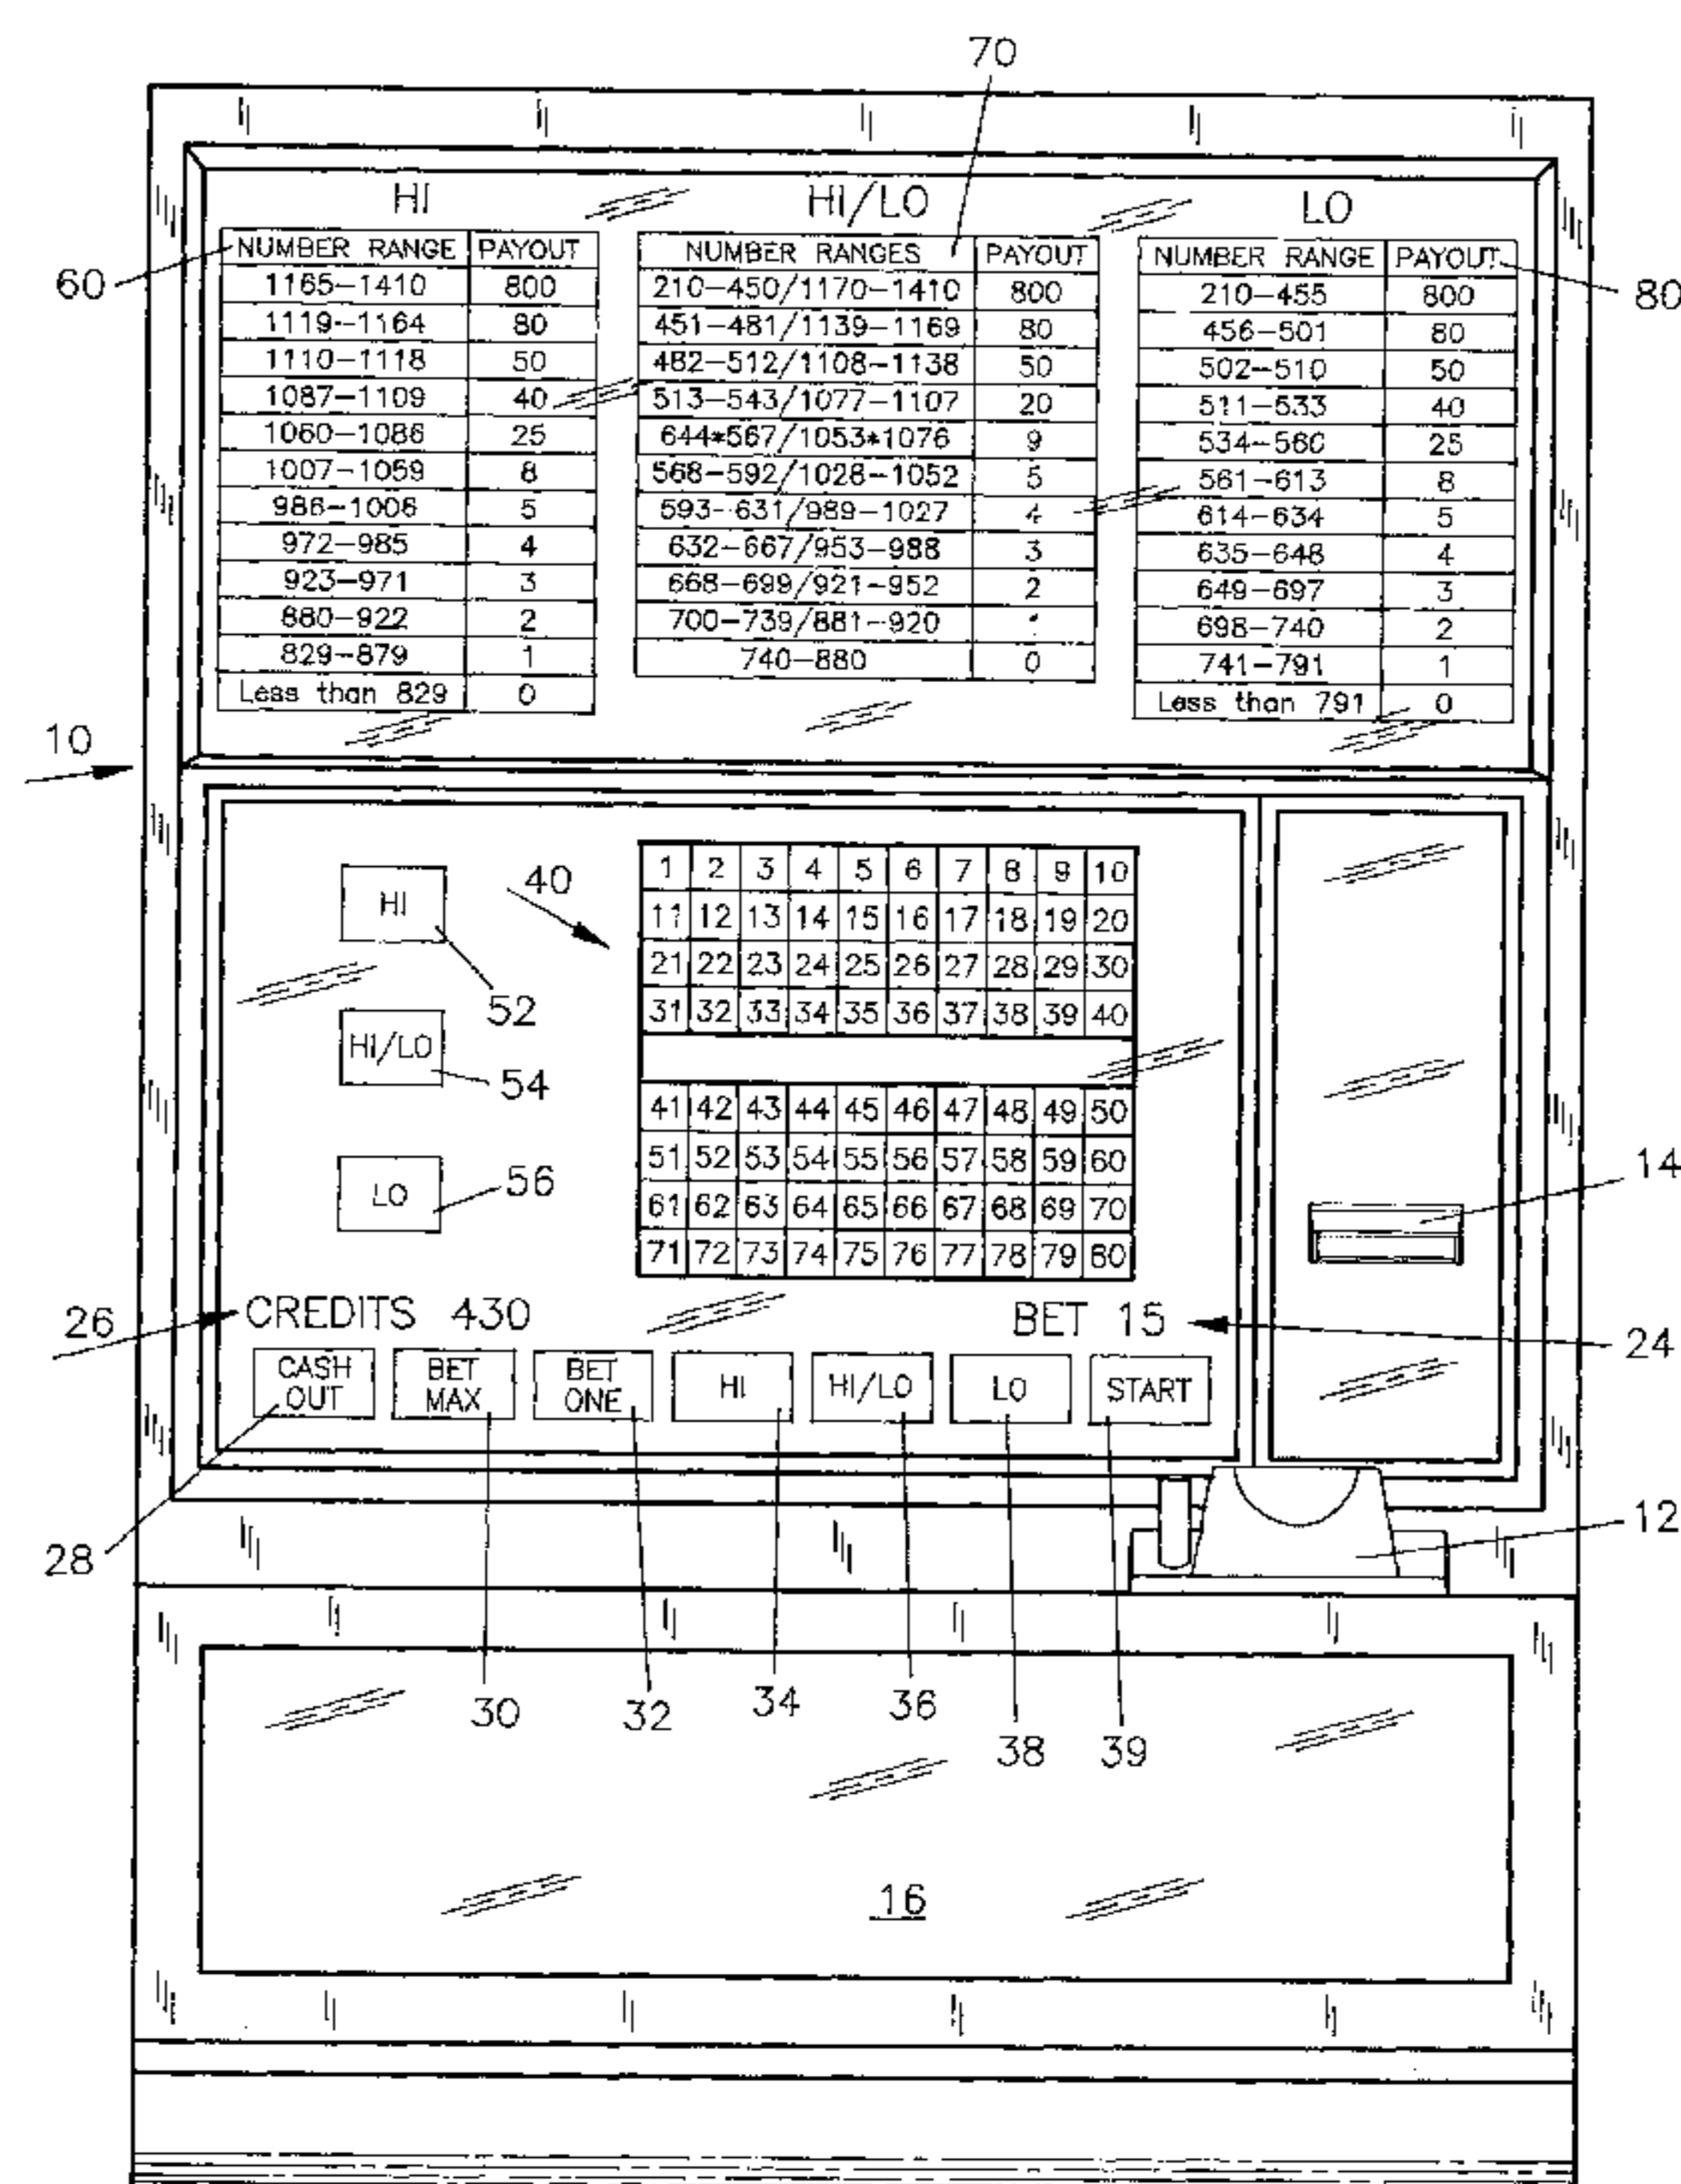 70
HI HI/LO LO
NUMBER RANGE PAYOUT NUMBER RANGES PAYOUT NUMBER RANGE PAYOUT
60 80
1165-1410 800 210-450/1170-1410 800 210-455 800
1119-1164 80 451-481/1139-1169 80 456-501 80
1110-1118 50 482-512/1108-1138 50 502-510 50
1087-1109 40 513-543/1077-1107 20 511-533 40
1060-1086 25 644*567/1053*1076 9 534-560 25
1007-1059 8 568-592/1028-1052 5 561-613 8
986-1006 5 593-631/989-1027 4 614-634 5
972-985 4 632-667/953-988 3 635-648 4
923-971 3 668-699/921-952 2 649-697 3
880-922 2 700-739/881-920 698-740 2
829-879 1 740-880 0 741-791 1
Less than 829 0 Less than 791 0
10
1 2 3 4 5 6 7 8 9 10
HI 40
11 12 13 14 15 16 17 18 19 20
21 22 23 24 25 26 27 28 29 30
52
31 32 33 34 35 36 37 38 39 40
HI/LO
54
41 42 43 44 45 46 47 48 49 50
51 52 53 54 55 56 57 58 59 60
14
LO 56
61 62 63 64 65 66 67 68 69 70
71 72 73 74 75 76 77 78 79 80
26 CREDITS 430 BET 15 24
CASH OUT BET MAX BET ONE HI HI/LO LO START
12
28
30 32 34 36 38 39
16